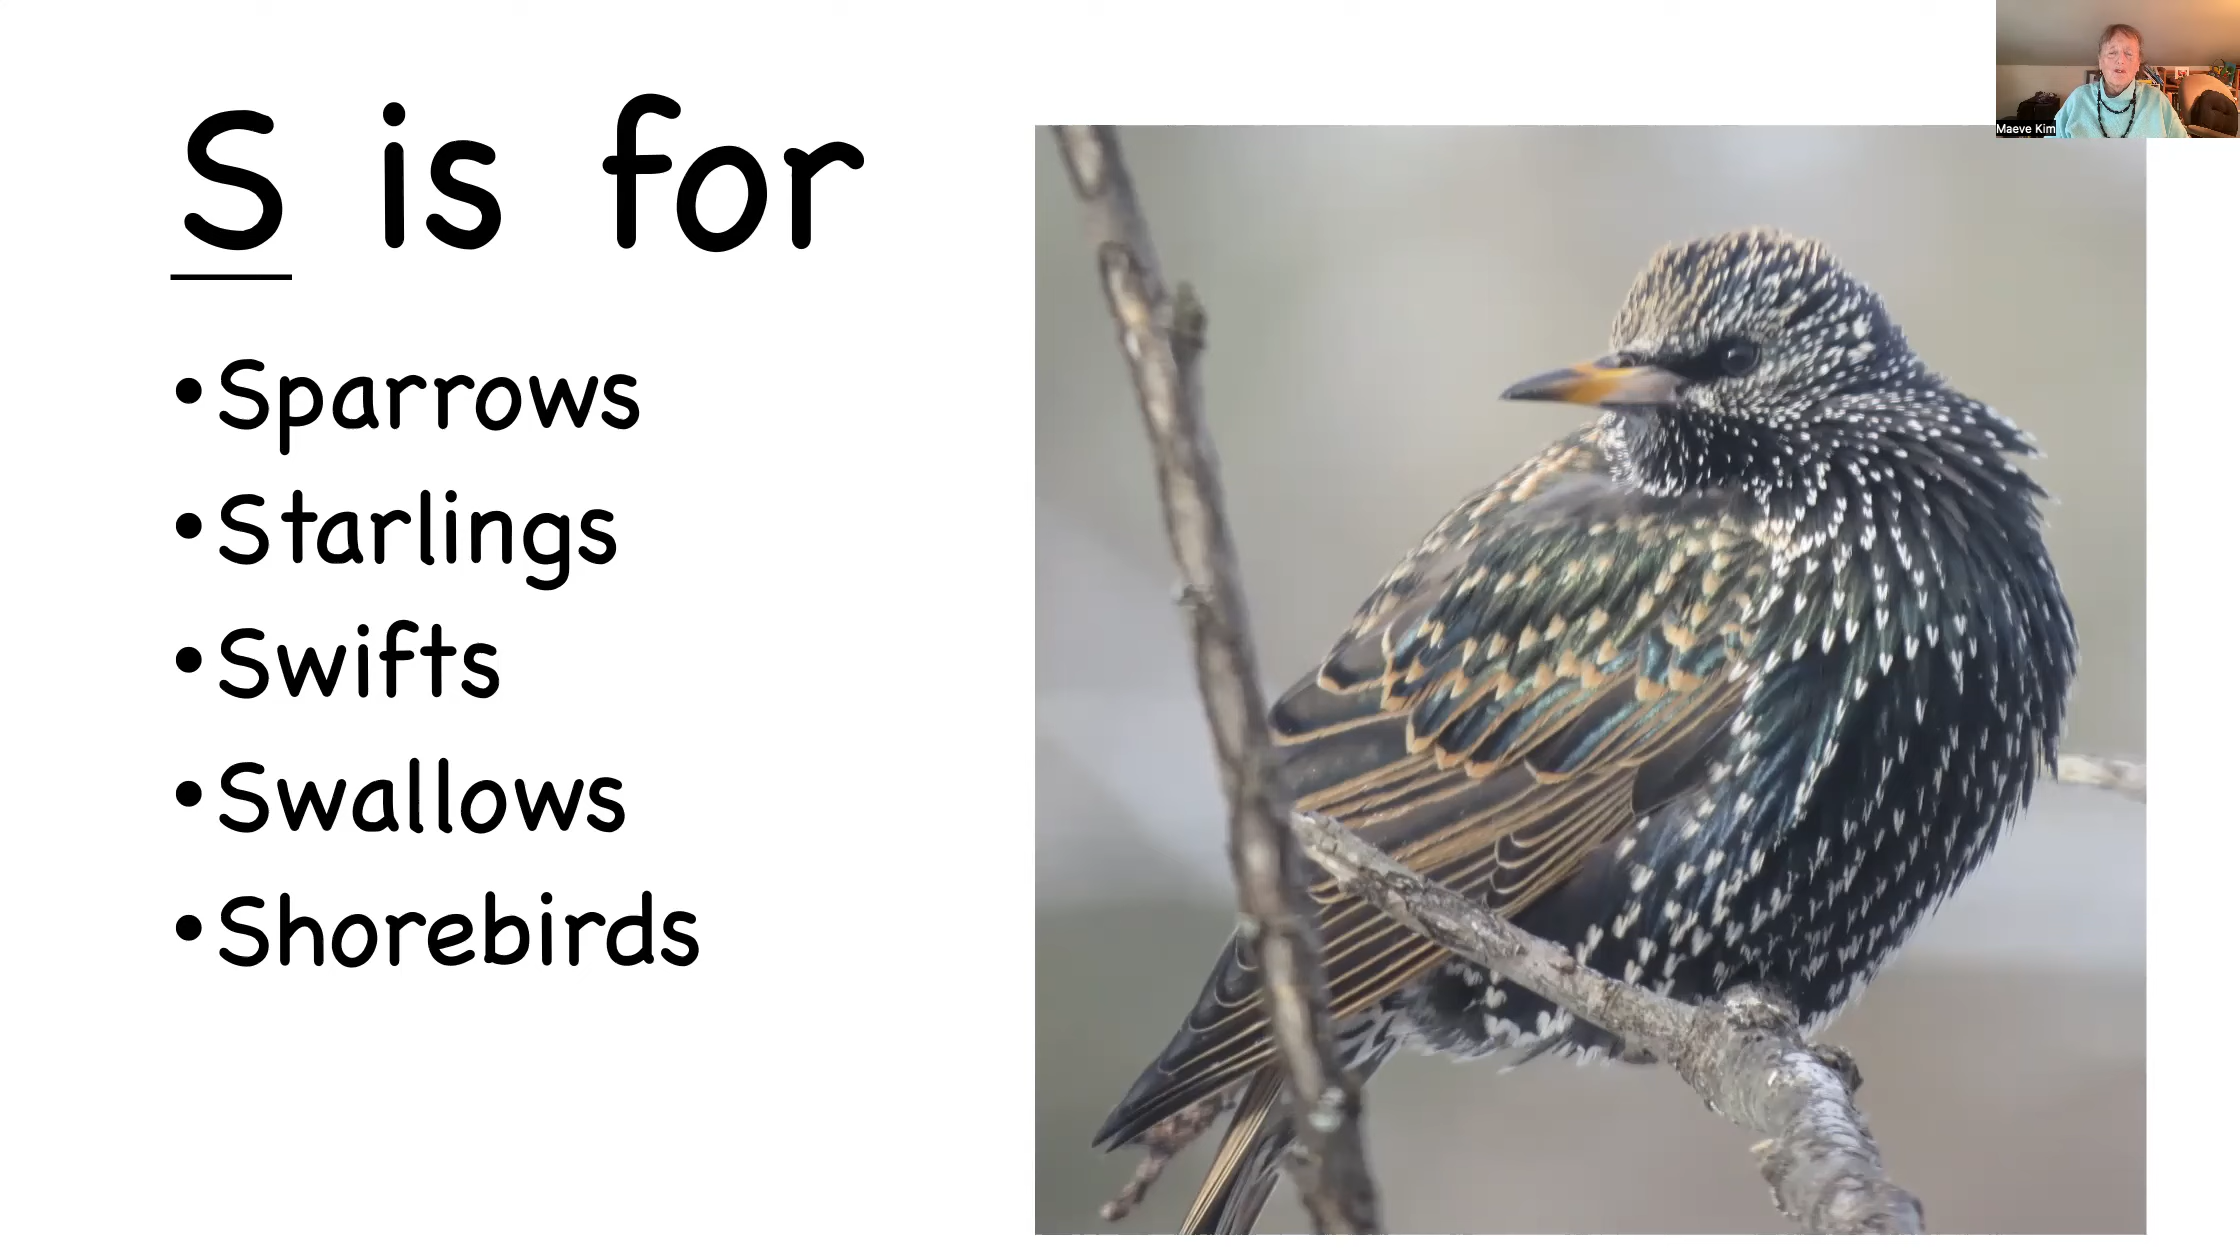 S is for
•Sparrows
•Starlings
•Swifts
•Swallows
•Shorebirds
Maeve Kim